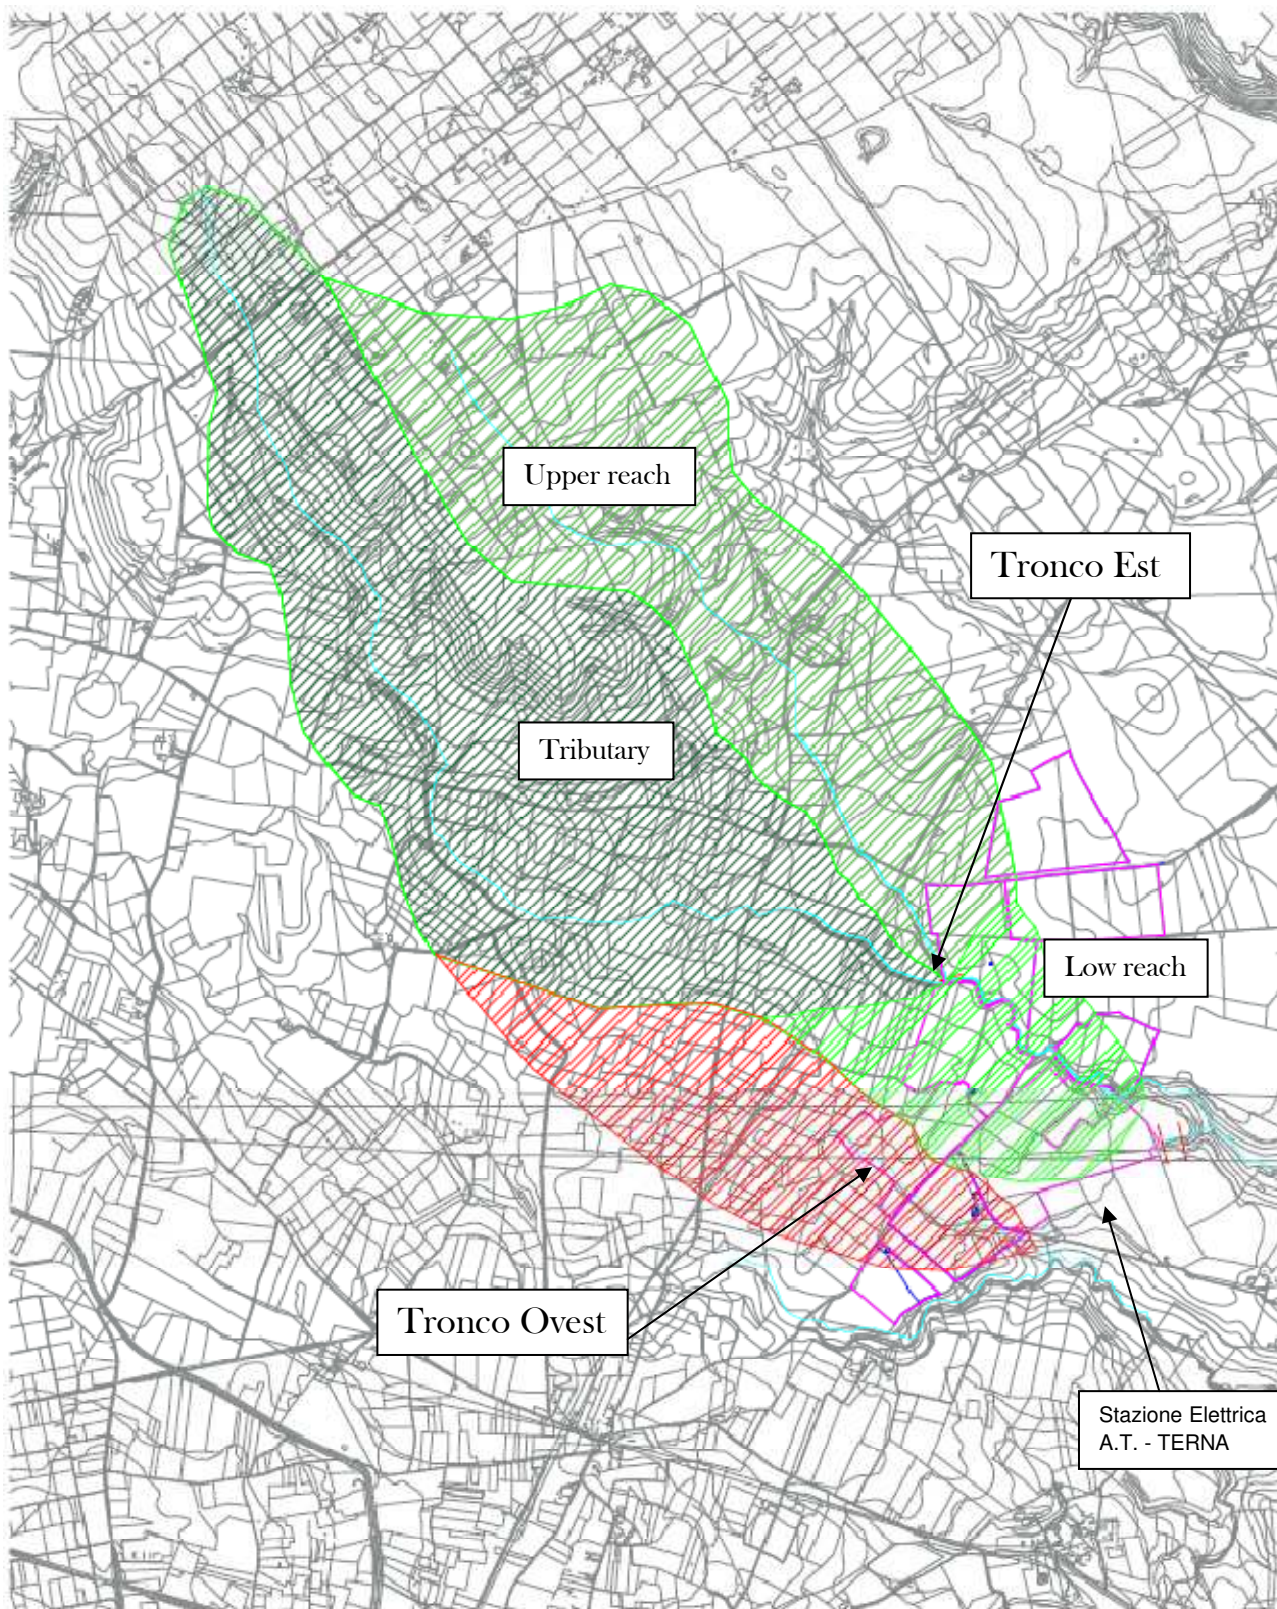 Upper reach
Tronco Est
Tributary
Low reach
Tronco Ovest
Stazione Elettrica
A.T. - TERNA